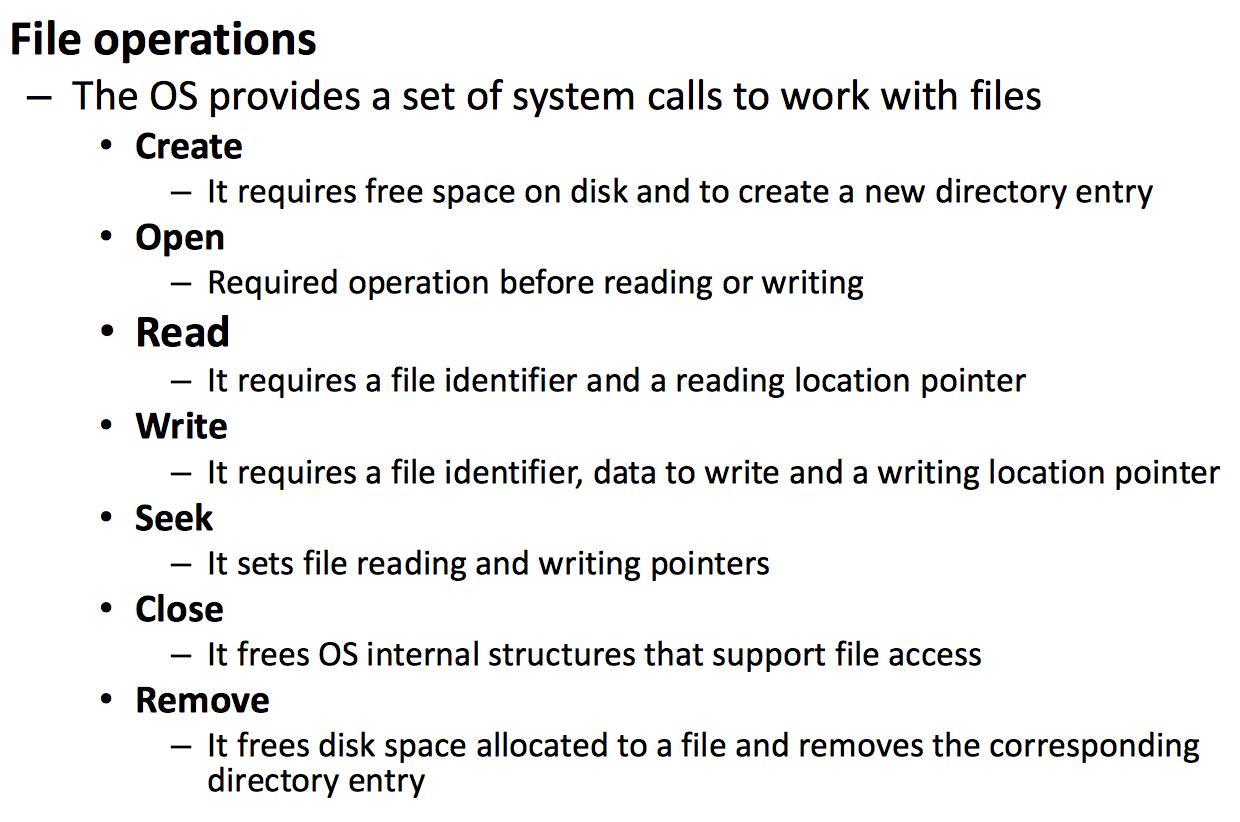 File operations
– The OS provides a set of system calls to work with files
• Create
– It requires free space on disk and to create a new directory entry
• Open
– Required operation before reading or writing
• Read
– It requires a file identifier and a reading location pointer
• Write
– It requires a file identifier, data to write and a writing location pointer
• Seek
– It sets file reading and writing pointers
• Close
– It frees OS internal structures that support file access
• Remove
– It frees disk space allocated to a file and removes the corresponding
directory entry